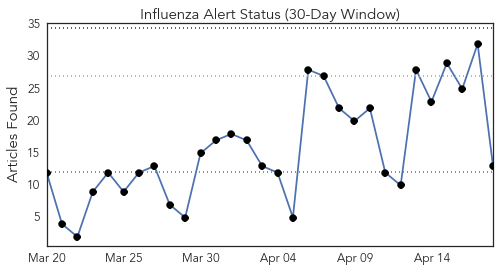 Influenza Alert Status (30-Day Window)
35
30
25
20
15
10
5
Articles Found
Mar 20 Mar 25 Mar 30 Apr 04 Apr 09 Apr 14